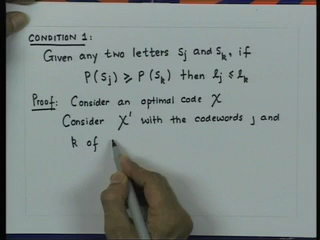 CONDITION 1:
Given any two letters Sj and Sk, if
P(Sj) ⩾ P(Sk) then lj ≤ lk
Proof: Consider an optimal code χ
Consider χ' with the codewords j and
k of